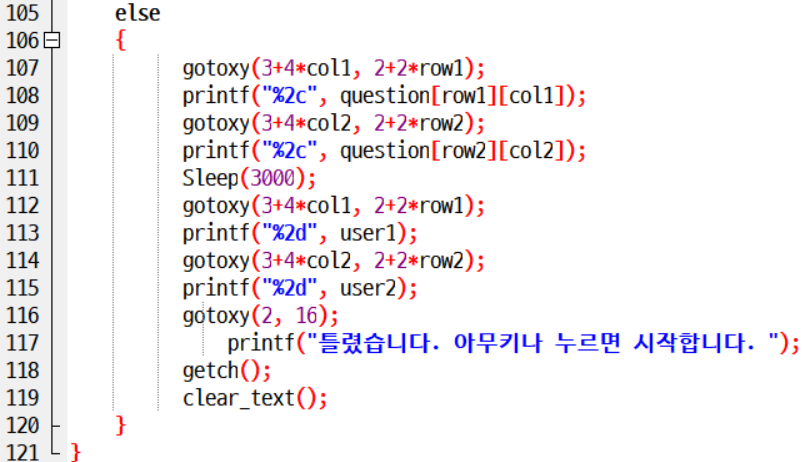 105 else
106 {
107 gotoxy(3+4*col1, 2+2*row1);
108 printf("%2c", question[row1][col1]);
109 gotoxy(3+4*col2, 2+2*row2);
110 printf("%2c", question[row2][col2]);
111 Sleep(3000);
112 gotoxy(3+4*col1, 2+2*row1);
113 printf("%2d", user1);
114 gotoxy(3+4*col2, 2+2*row2);
115 printf("%2d", user2);
116 gotoxy(2, 16);
117 printf("틀렸습니다. 아무키나 누르면 시작합니다. ");
118 getch();
119 clear_text();
120 }
121 }